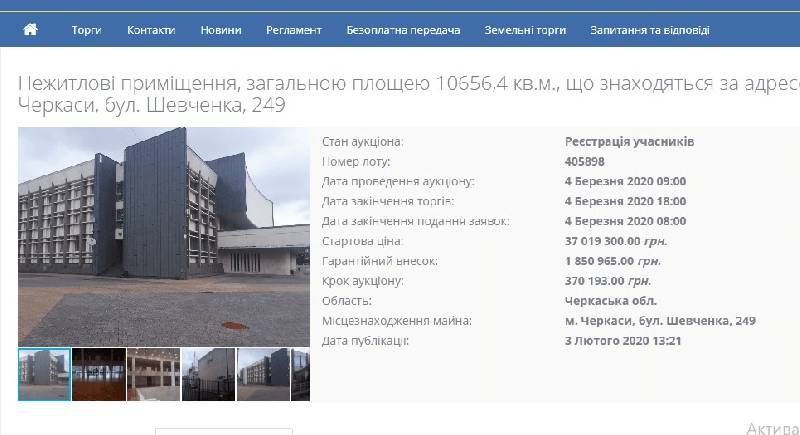 Торги Контакти Новини Регламент Безоплатна передача Земельні торги Запитання та відповіді
Нежитлові приміщення, загальною площею 10656,4 кв.м., що знаходяться за адресо
Черкаси, бул. Шевченка, 249
Стан аукціона: Реєстрація учасників
Номер лоту: 405898
Дата проведення аукціону: 4 Березня 2020 09:00
Дата закінчення торгів: 4 Березня 2020 18:00
Дата закінчення подання заявок: 4 Березня 2020 08:00
Стартова ціна: 37 019 300.00 грн.
Гарантійний внесок: 1 850 965.00 грн.
Крок аукціону: 370 193.00 грн.
Область: Черкаська обл.
Місцезнаходження майна: м. Черкаси, бул. Шевченка, 249
Дата публікації: 3 Лютого 2020 13:21
Актива